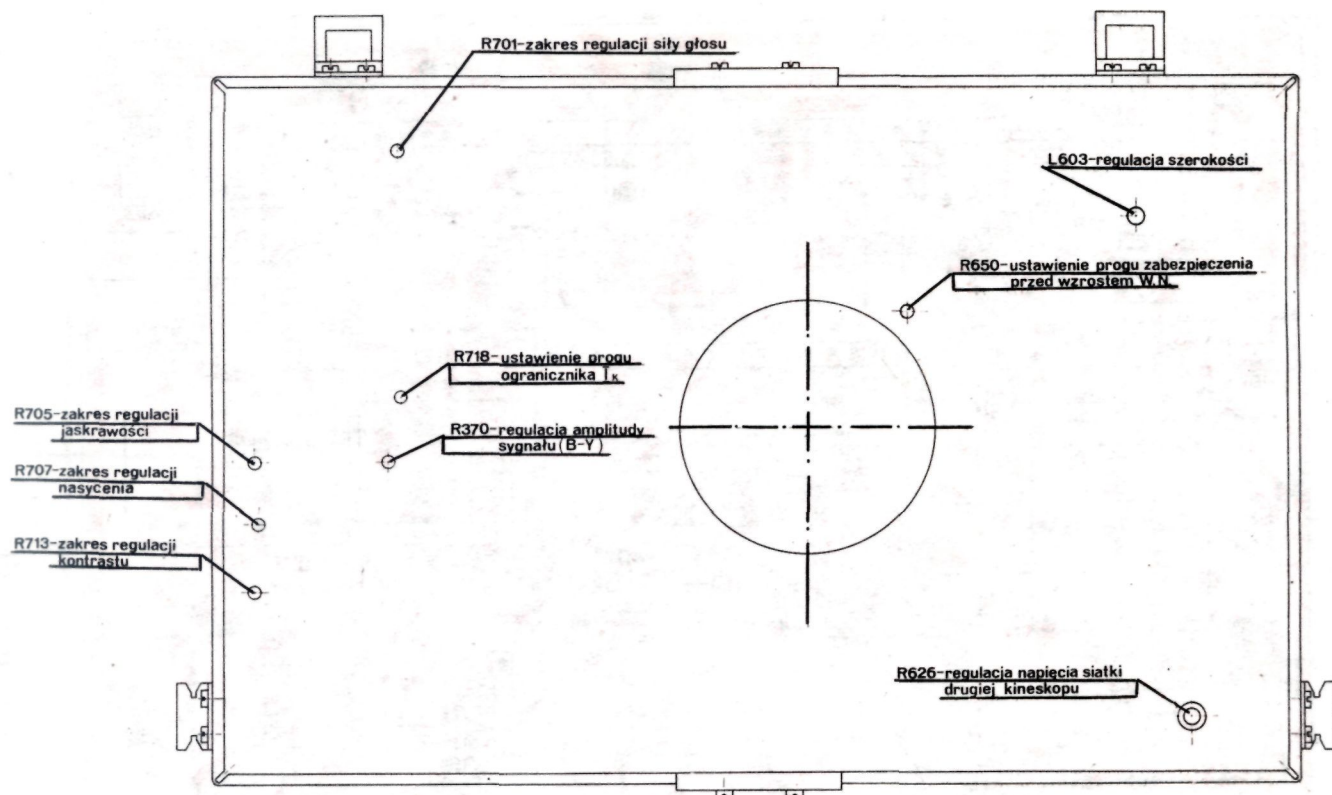 R701-zakres regulacji siły głosu
L603-regulacja szerokości
R650-ustawienie progu zabezpieczenia
przed wzrostem W.N.
R718-ustawienie progu
ogranicznika Iκ
R705-zakres regulacji
jaskrawości
R370-regulacja amplitudy
sygnału (B-Y)
R707-zakres regulacji
nasycenia
R713-zakres regulacji
kontrastu
R626-regulacja napięcia siatki
drugiej kineskopu